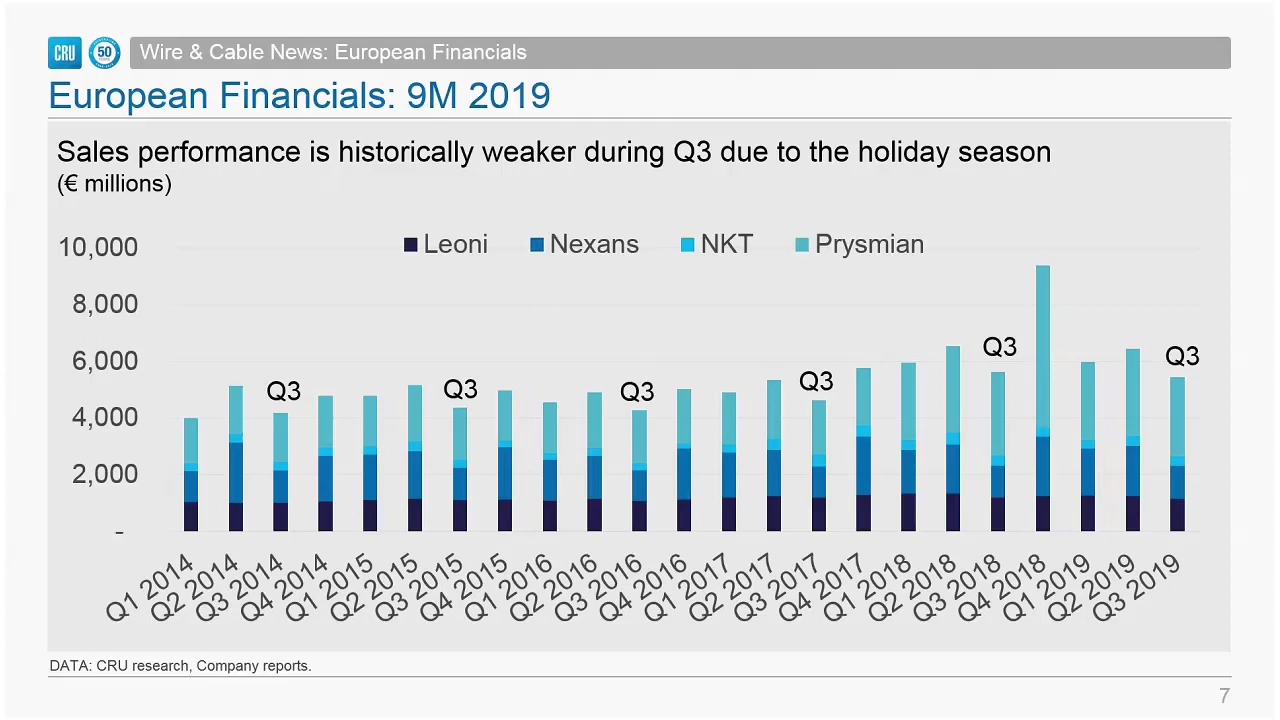 CRU
50
Wire & Cable News: European Financials
European Financials: 9M 2019
Sales performance is historically weaker during Q3 due to the holiday season
(€ millions)
Leoni Nexans NKT Prysmian
10,000
8,000
6,000
4,000
2,000
-
Q3
Q3
Q3
Q3
Q3
Q3
Q1 2014
Q2 2014
Q3 2014
Q4 2014
Q1 2015
Q2 2015
Q3 2015
Q4 2015
Q1 2016
Q2 2016
Q3 2016
Q4 2016
Q1 2017
Q2 2017
Q3 2017
Q4 2017
Q1 2018
Q2 2018
Q3 2018
Q4 2018
Q1 2019
Q2 2019
Q3 2019
DATA: CRU research, Company reports.
7